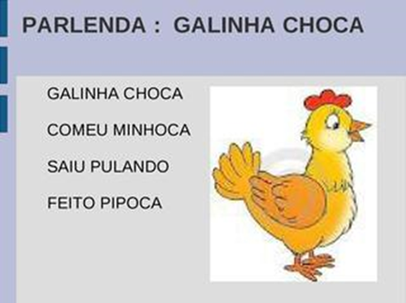 PARLENDA : GALINHA CHOCA
GALINHA CHOCA
COMEU MINHOCA
SAIU PULANDO
FEITO PIPOCA